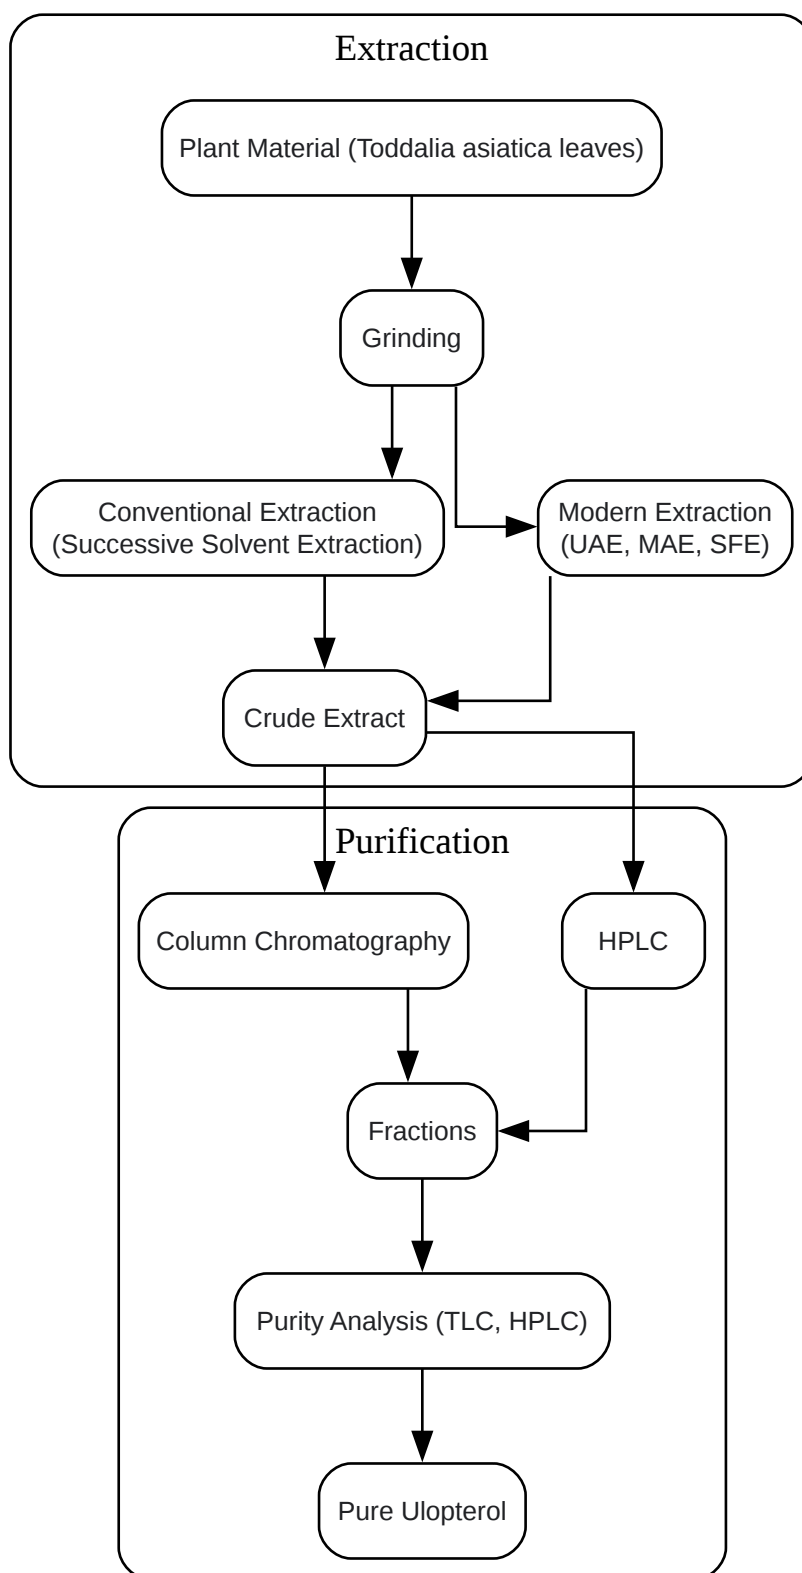 Extraction
Plant Material (Toddalia asiatica leaves)
Grinding
Conventional Extraction
(Successive Solvent Extraction)
Modern Extraction
(UAE, MAE, SFE)
Crude Extract
Purification
Column Chromatography
HPLC
Fractions
Purity Analysis (TLC, HPLC)
Pure Ulopterol